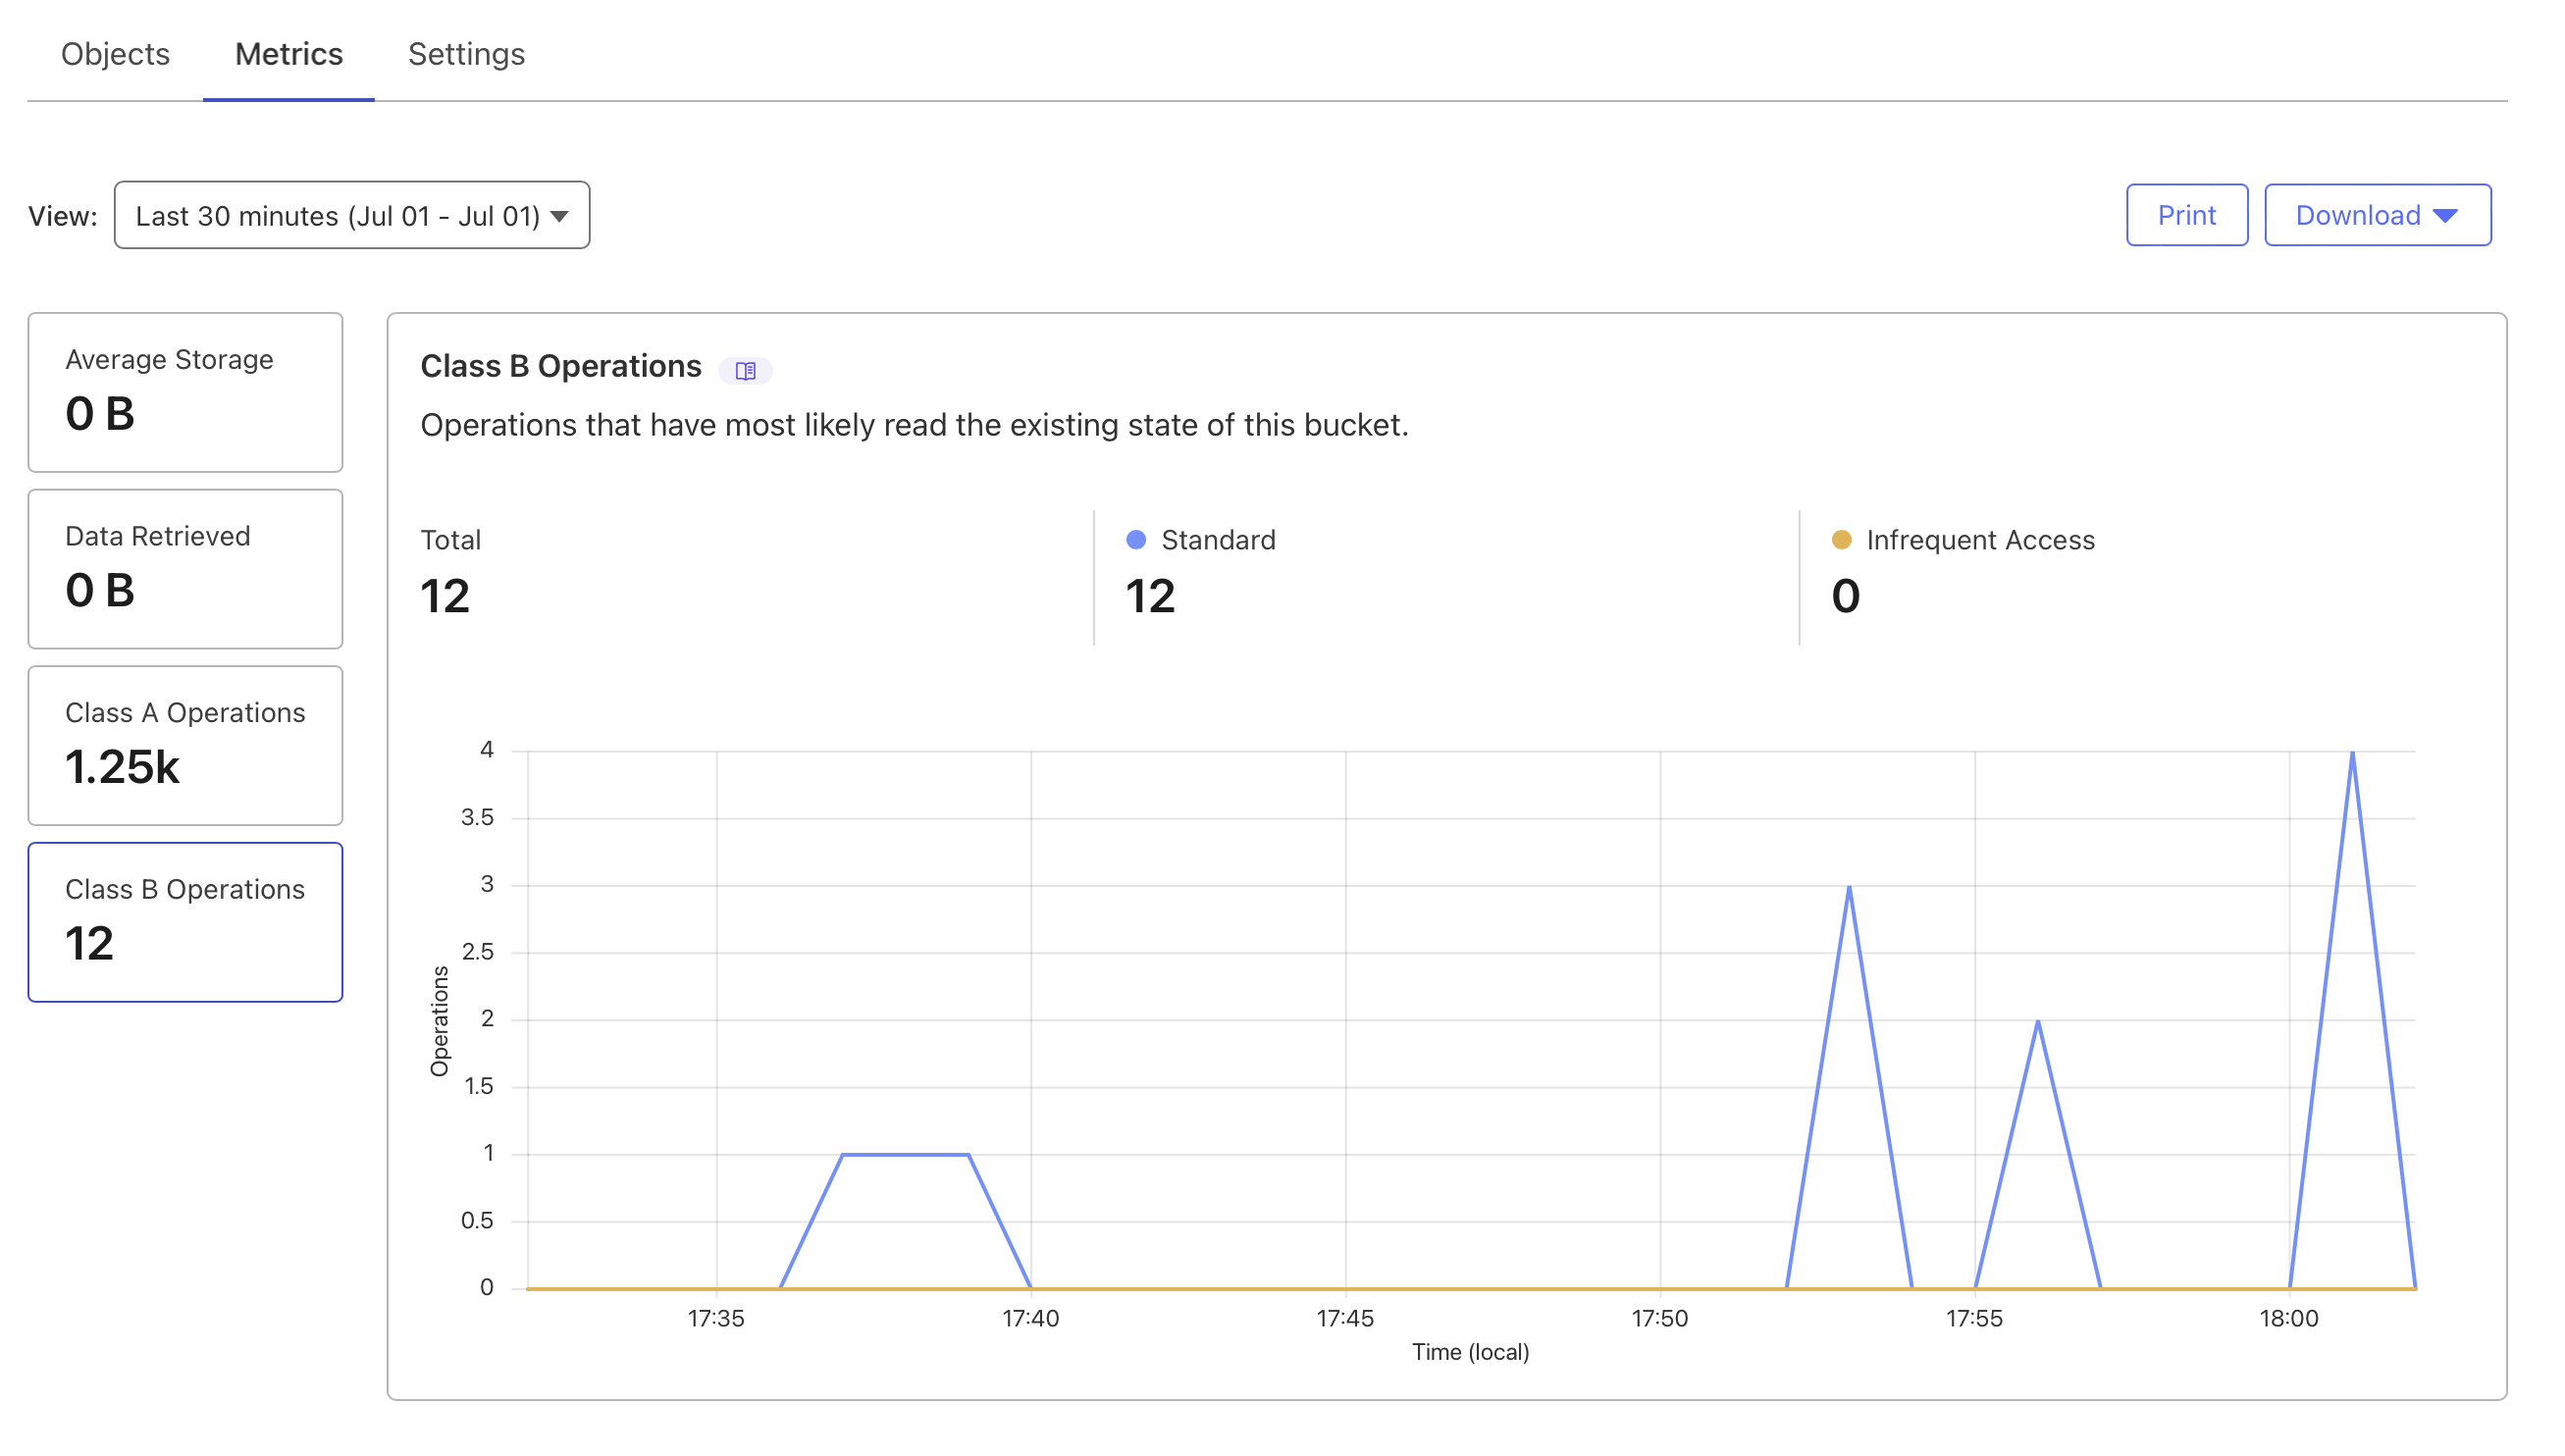 Objects Metrics Settings
View: Last 30 minutes (Jul 01 - Jul 01)
Print Download
Average Storage
0 B
Data Retrieved
0 B
Class A Operations
1.25k
Class B Operations
12
Class B Operations
Operations that have most likely read the existing state of this bucket.
Total
12
Standard
12
Infrequent Access
0
4
3.5
3
2.5
2
1.5
1
0.5
0
Operations
17:35 17:40 17:45 17:50 17:55 18:00
Time (local)